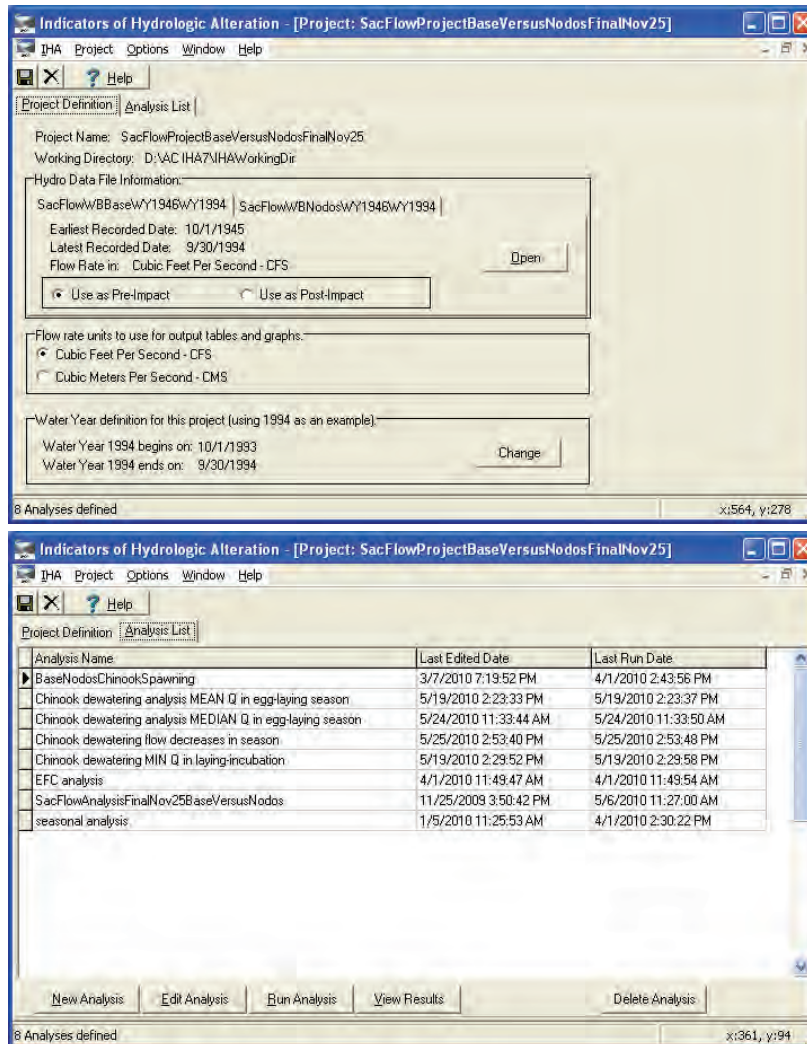 Indicators of Hydrologic Alteration - [Project: SacFlowProjectBaseVersusNodosFinalNov25]
IHA Project Options Window Help
? Help
Project Definition Analysis List
Project Name: SacFlowProjectBaseVersusNodosFinalNov25
Working Directory: D:\AC IHA7\IHAWorkingDir
Hydro Data File Information:
SacFlowWBBaseWY1946WY1994 SacFlowWBNodosWY1946WY1994
Earliest Recorded Date: 10/1/1945
Latest Recorded Date: 9/30/1994
Flow Rate in: Cubic Feet Per Second - CFS
Open
Use as Pre-Impact Use as Post-Impact
Flow rate units to use for output tables and graphs.
Cubic Feet Per Second - CFS
Cubic Meters Per Second - CMS
Water Year definition for this project (using 1994 as an example).
Water Year 1994 begins on: 10/1/1993
Water Year 1994 ends on: 9/30/1994
Change
8 Analyses defined x:564, y:278
Indicators of Hydrologic Alteration - [Project: SacFlowProjectBaseVersusNodosFinalNov25]
IHA Project Options Window Help
? Help
Project Definition Analysis List
Analysis Name Last Edited Date Last Run Date
BaseNodosChinookSpawning 3/7/2010 7:19:52 PM 4/1/2010 2:43:56 PM
Chinook dewatering analysis MEAN Q in egg-laying season 5/19/2010 2:23:33 PM 5/19/2010 2:23:37 PM
Chinook dewatering analysis MEDIAN Q in egg-laying season 5/24/2010 11:33:44 AM 5/24/2010 11:33:50 AM
Chinook dewatering flow decreases in season 5/25/2010 2:53:40 PM 5/25/2010 2:53:48 PM
Chinook dewatering MIN Q in laying-incubation 5/19/2010 2:29:52 PM 5/19/2010 2:29:58 PM
EFC analysis 4/1/2010 11:49:47 AM 4/1/2010 11:49:54 AM
SacFlowAnalysisFinalNov25BaseVersusNodos 11/25/2009 3:50:42 PM 5/6/2010 11:27:00 AM
seasonal analysis 1/5/2010 11:25:53 AM 4/1/2010 2:30:22 PM
New Analysis Edit Analysis Run Analysis View Results Delete Analysis
8 Analyses defined x:361, y:94